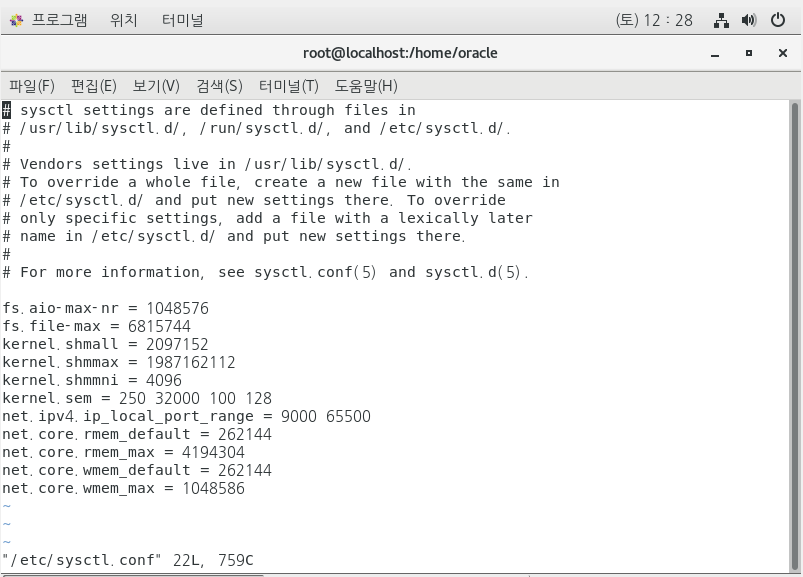 프로그램 위치 터미널 (토) 12 : 28
root@localhost:/home/oracle
파일(F) 편집(E) 보기(V) 검색(S) 터미널(T) 도움말(H)
# sysctl settings are defined through files in
# /usr/lib/sysctl.d/, /run/sysctl.d/, and /etc/sysctl.d/.
#
# Vendors settings live in /usr/lib/sysctl.d/.
# To override a whole file, create a new file with the same in
# /etc/sysctl.d/ and put new settings there. To override
# only specific settings, add a file with a lexically later
# name in /etc/sysctl.d/ and put new settings there.
#
# For more information, see sysctl.conf(5) and sysctl.d(5).
fs.aio-max-nr = 1048576
fs.file-max = 6815744
kernel.shmall = 2097152
kernel.shmmax = 1987162112
kernel.shmmni = 4096
kernel.sem = 250 32000 100 128
net.ipv4.ip_local_port_range = 9000 65500
net.core.rmem_default = 262144
net.core.rmem_max = 4194304
net.core.wmem_default = 262144
net.core.wmem_max = 1048586
~
~
~
"/etc/sysctl.conf" 22L, 759C